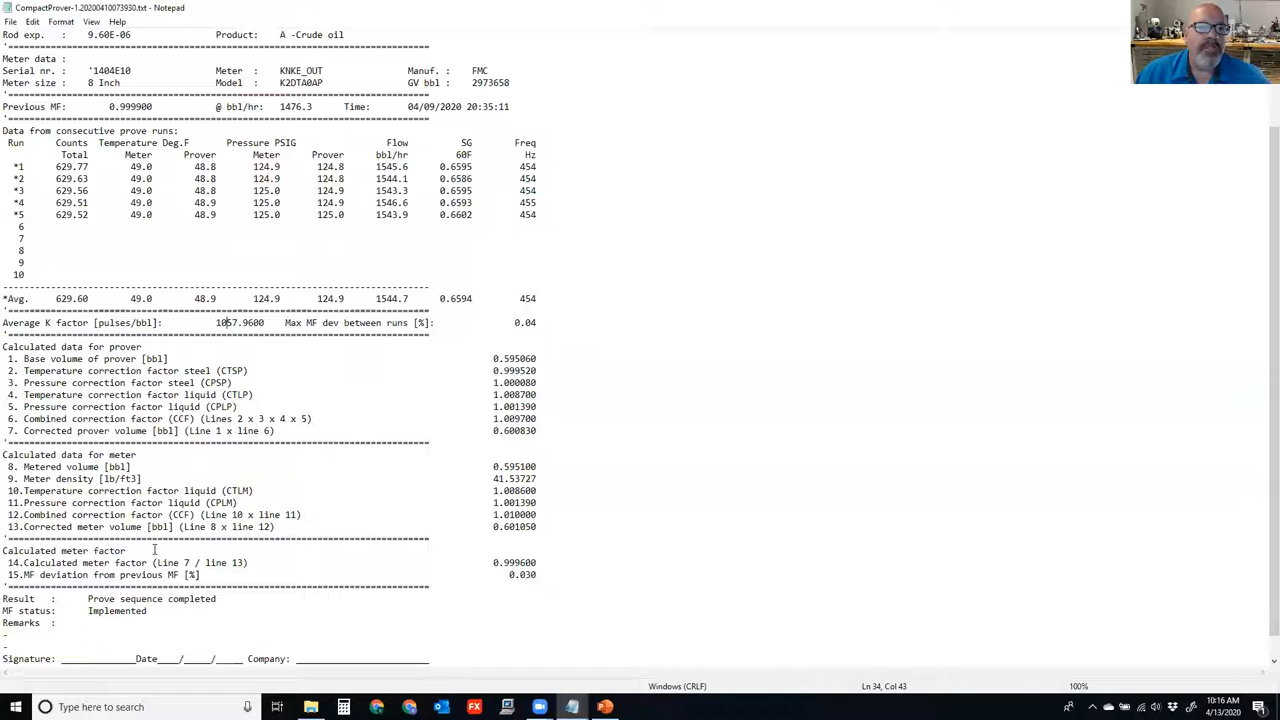 CompactProver-1.20200410073930.txt - Notepad
File Edit Format View Help
Rod exp. : 9.60E-06 Product: A -Crude oil
'==================================================================================
Meter data :
Serial nr. : '1404E10 Meter : KNKE_OUT Manuf. : FMC
Meter size : 8 Inch Model : K2DTA0AP GV bbl : 2973658
'==================================================================================
Previous MF: 0.999900 @ bbl/hr: 1476.3 Time: 04/09/2020 20:35:11
'==================================================================================
Data from consecutive prove runs:
Run Counts Temperature Deg.F Pressure PSIG Flow SG Freq
Total Meter Prover Meter Prover bbl/hr 60F Hz
*1 629.77 49.0 48.8 124.9 124.8 1545.6 0.6595 454
*2 629.63 49.0 48.8 124.9 124.8 1544.1 0.6586 454
*3 629.56 49.0 48.8 125.0 124.9 1543.3 0.6595 454
*4 629.51 49.0 48.9 125.0 124.9 1546.6 0.6593 455
*5 629.52 49.0 48.9 125.0 125.0 1543.9 0.6602 454
6
7
8
9
10
----------------------------------------------------------------------------------
*Avg. 629.60 49.0 48.9 124.9 124.9 1544.7 0.6594 454
'==================================================================================
Average K factor [pulses/bbl]: 1057.9600 Max MF dev between runs [%]: 0.04
'==================================================================================
Calculated data for prover
1. Base volume of prover [bbl] 0.595060
2. Temperature correction factor steel (CTSP) 0.999520
3. Pressure correction factor steel (CPSP) 1.000080
4. Temperature correction factor liquid (CTLP) 1.008700
5. Pressure correction factor liquid (CPLP) 1.001390
6. Combined correction factor (CCF) (Lines 2 x 3 x 4 x 5) 1.009700
7. Corrected prover volume [bbl] (Line 1 x line 6) 0.600830
'==================================================================================
Calculated data for meter
8. Metered volume [bbl] 0.595100
9. Meter density [lb/ft3] 41.53727
10.Temperature correction factor liquid (CTLM) 1.008600
11.Pressure correction factor liquid (CPLM) 1.001390
12.Combined correction factor (CCF) (Line 10 x line 11) 1.010000
13.Corrected meter volume [bbl] (Line 8 x line 12) 0.601050
'==================================================================================
Calculated meter factor
14.Calculated meter factor (Line 7 / line 13) 0.999600
15.MF deviation from previous MF [%] 0.030
'==================================================================================
Result : Prove sequence completed
MF status: Implemented
Remarks :
-
-
Signature: ______________Date____/_____/_____ Company: _________________________
Windows (CRLF) Ln 34, Col 43 100%
Type here to search FX 10:16 AM
4/13/2020